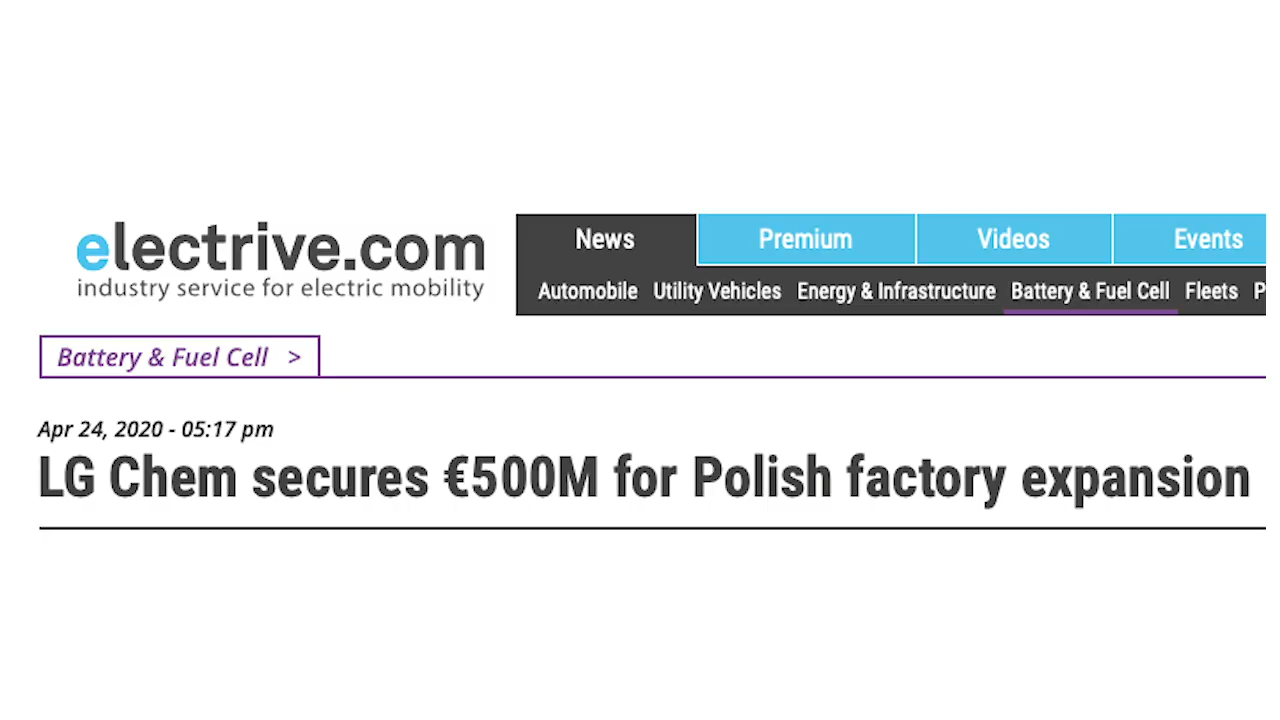 electrive.com
industry service for electric mobility
News Premium Videos Events
Automobile Utility Vehicles Energy & Infrastructure Battery & Fuel Cell Fleets P
Battery & Fuel Cell >
Apr 24, 2020 - 05:17 pm
LG Chem secures €500M for Polish factory expansion